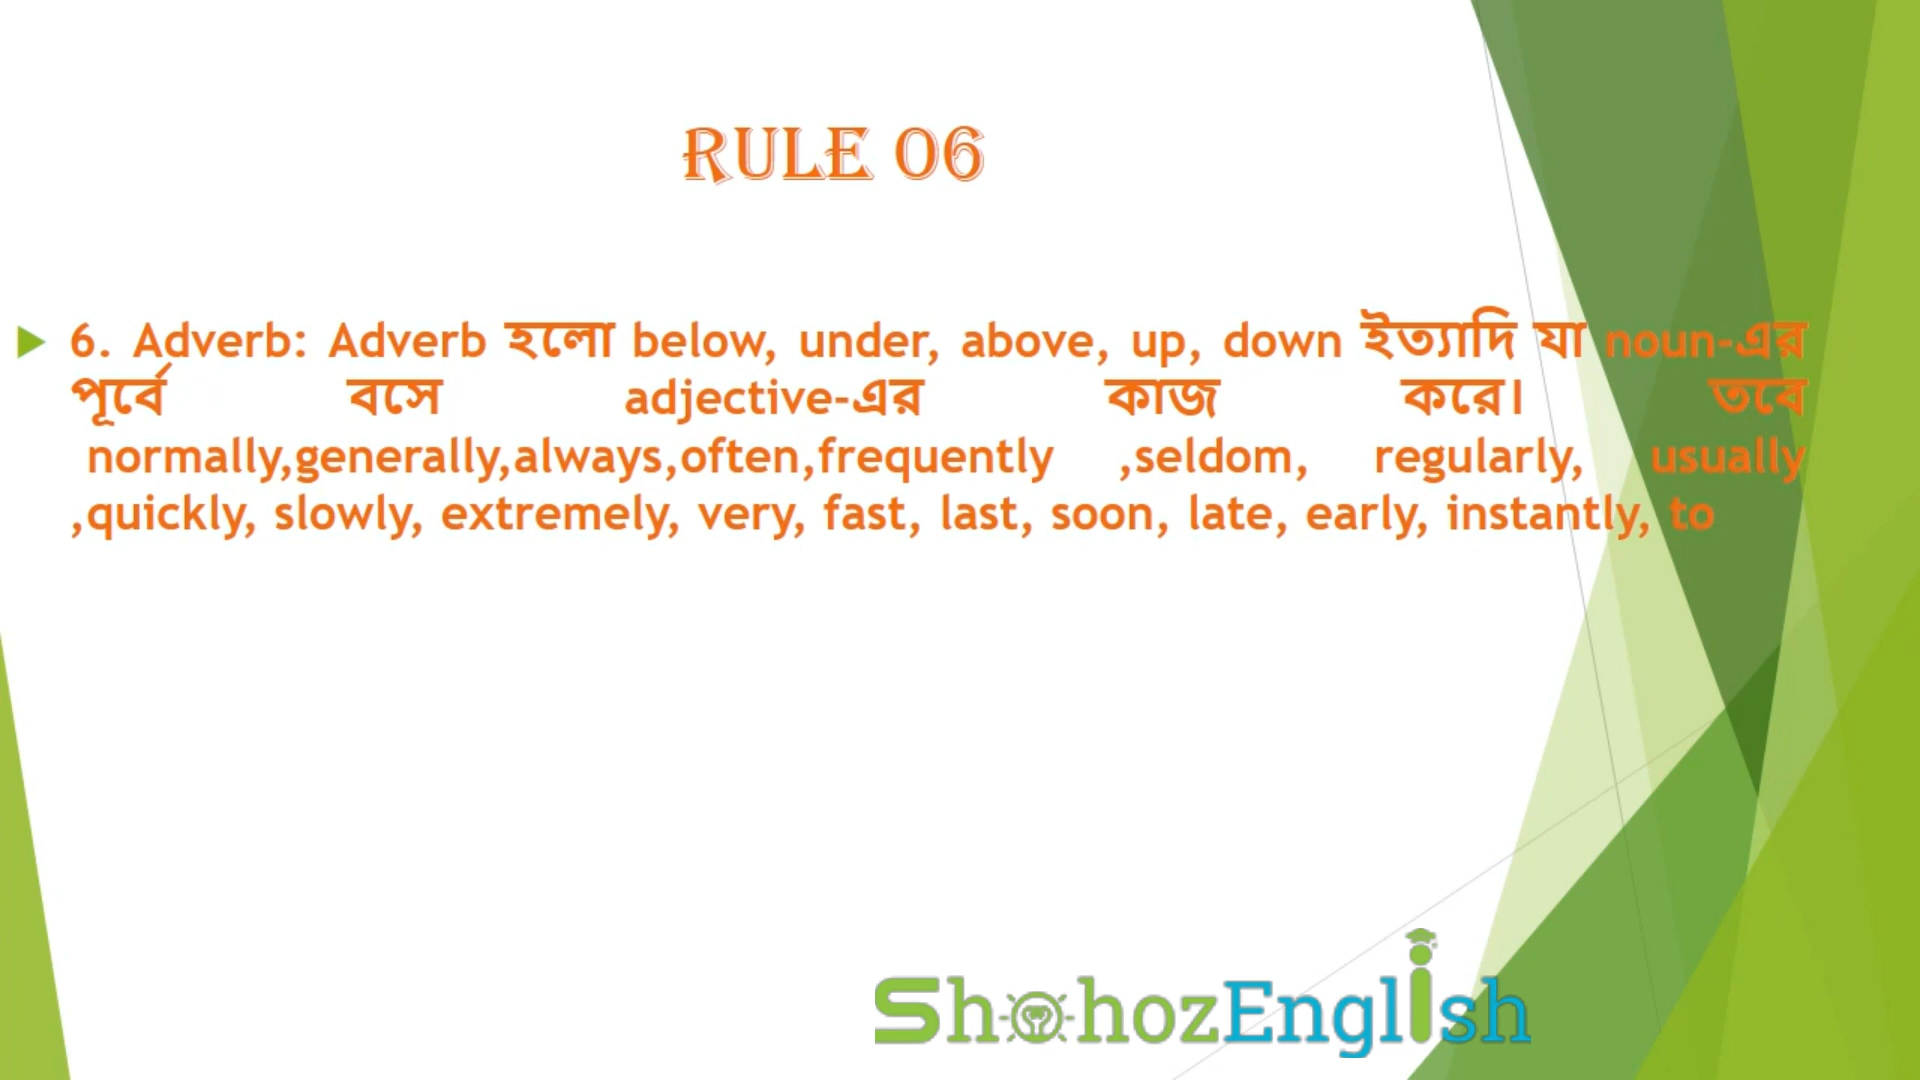 RULE 06
6. Adverb: Adverb হলো below, under, above, up, down ইত্যাদি যা noun-এর
পূর্বে বসে adjective-এর কাজ করে। তবে
normally,generally,always,often,frequently ,seldom, regularly, usually
,quickly, slowly, extremely, very, fast, last, soon, late, early, instantly, to
ShohozEnglish